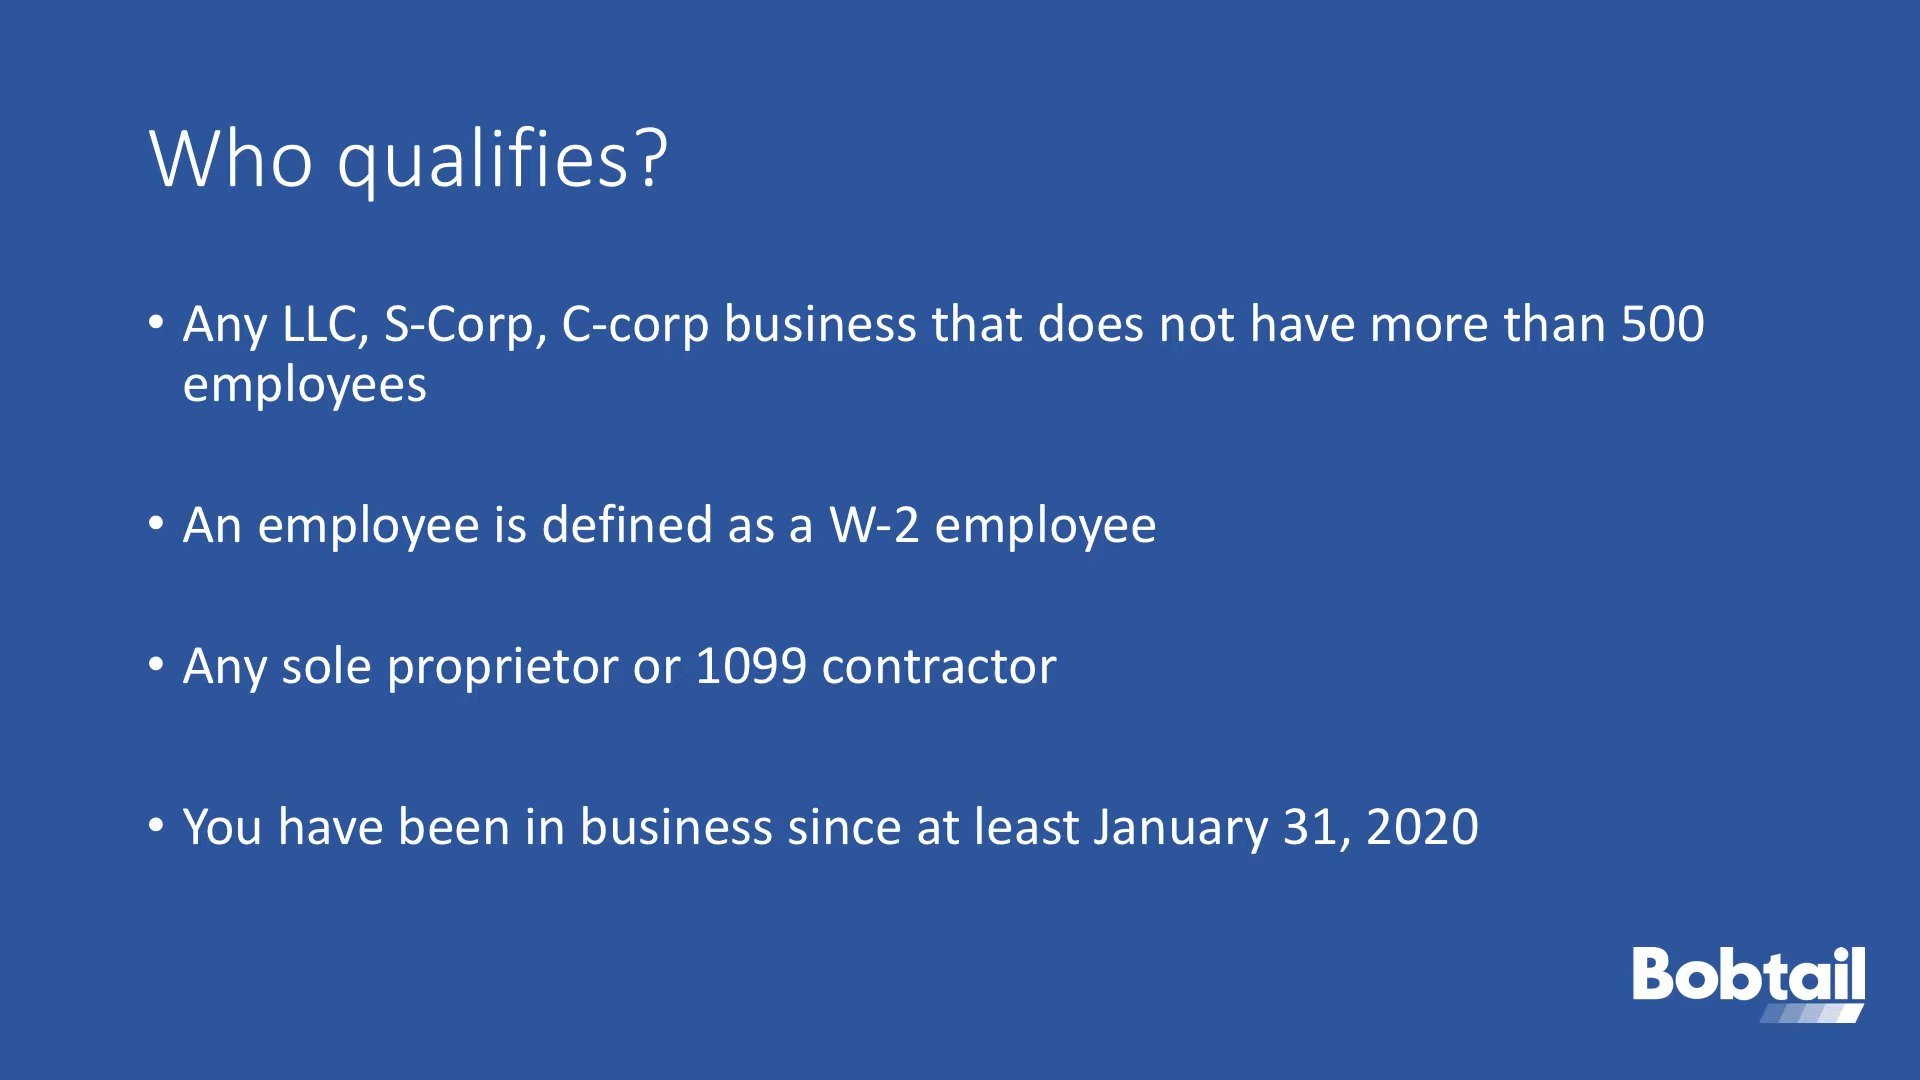 Who qualifies?
• Any LLC, S-Corp, C-corp business that does not have more than 500
employees
• An employee is defined as a W-2 employee
• Any sole proprietor or 1099 contractor
• You have been in business since at least January 31, 2020
Bobtail